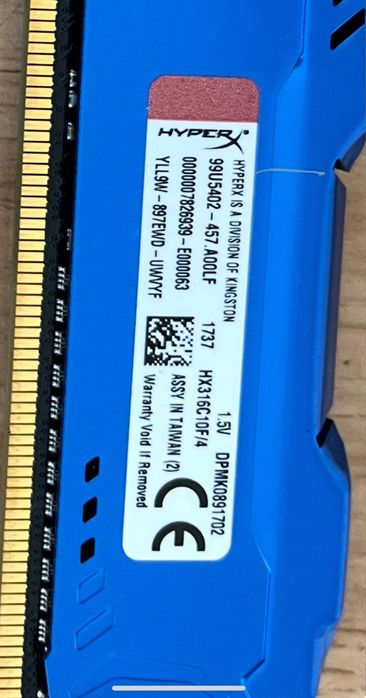 HYPERX
HYPERX IS A DIVISION OF KINGSTON
99U5402-457.A00LF 1.5V DPMK0891702
0000007826939-E000063 1737 HX316C10F/4
YLL9W-897EWD-UWYYF ASSY IN TAIWAN (2)
Warranty Void If Removed
CE